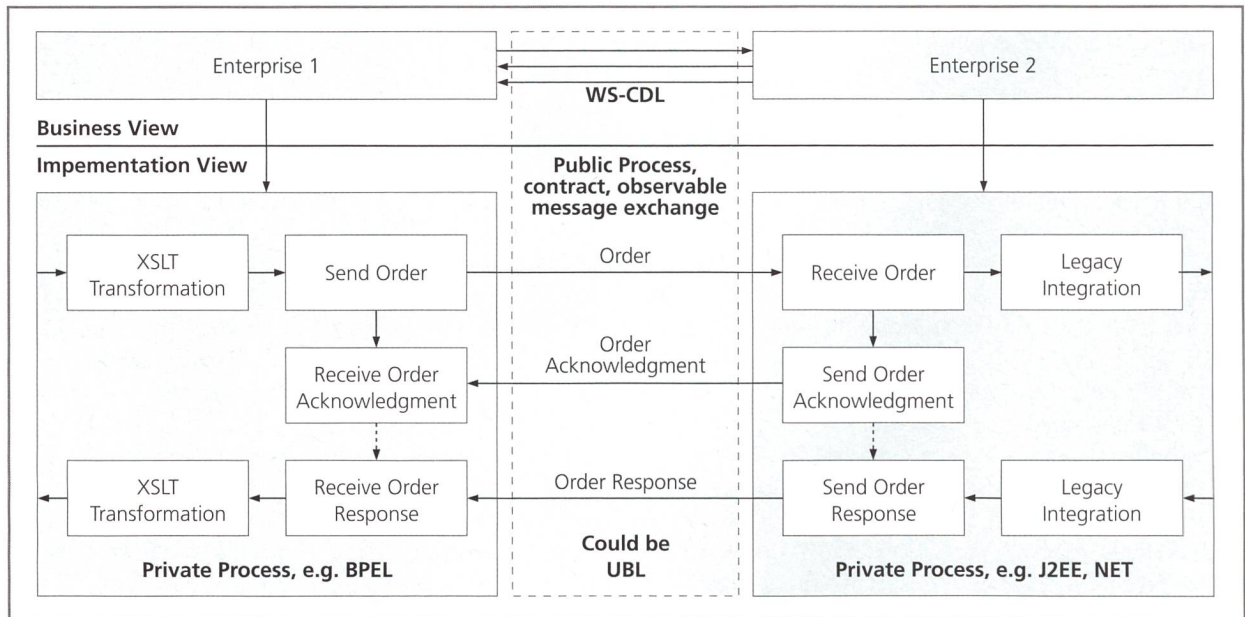 Enterprise 1
Enterprise 2
WS-CDL
Business View
Impementation View
Public Process,
contract, observable
message exchange
XSLT
Transformation
Send Order
Order
Receive Order
Legacy
Integration
Receive Order
Acknowledgment
Order
Acknowledgment
Send Order
Acknowledgment
XSLT
Transformation
Receive Order
Response
Order Response
Send Order
Response
Legacy
Integration
Private Process, e.g. BPEL
Could be
UBL
Private Process, e.g. J2EE, NET